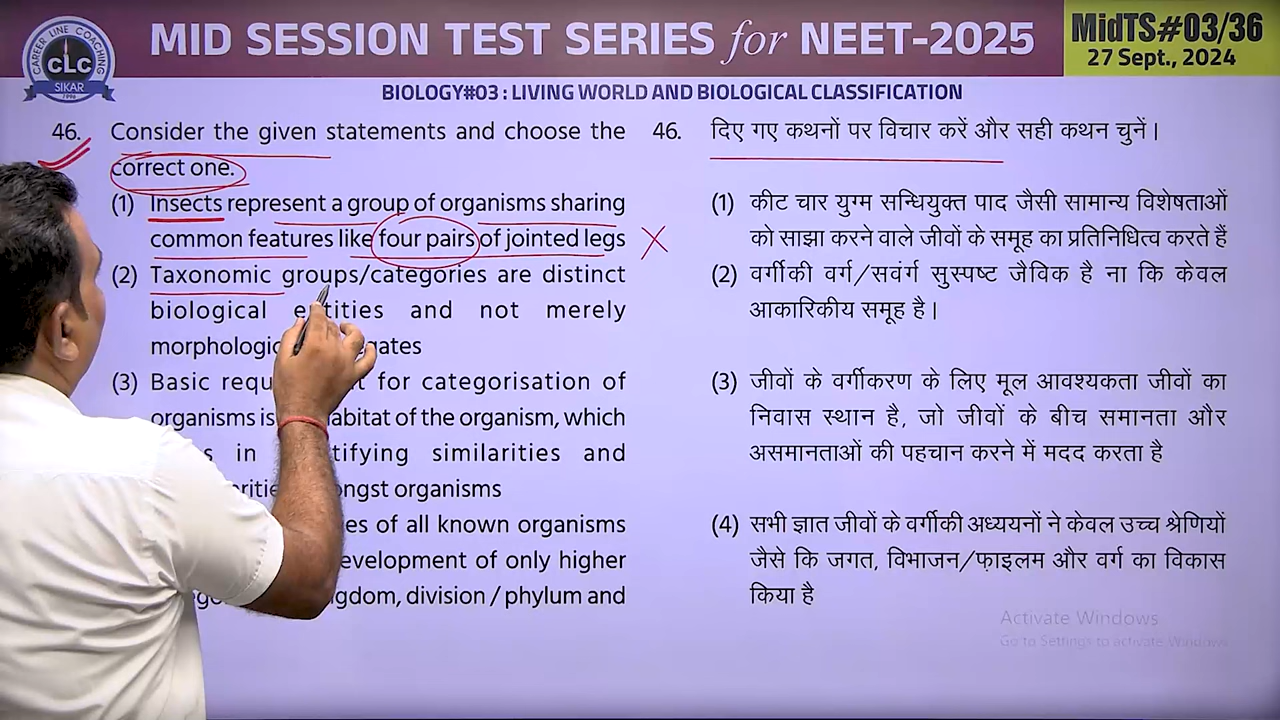 CAREER LINE COACHING
CLC
SIKAR
1996
MID SESSION TEST SERIES for NEET-2025
MidTS#03/36
27 Sept., 2024
BIOLOGY#03 : LIVING WORLD AND BIOLOGICAL CLASSIFICATION
46. Consider the given statements and choose the
correct one.
(1) Insects represent a group of organisms sharing
common features like four pairs of jointed legs
(2) Taxonomic groups/categories are distinct
biological entities and not merely
morphologic gates
(3) Basic requ t for categorisation of
organisms is abitat of the organism, which
s in tifying similarities and
ritie ongst organisms
es of all known organisms
evelopment of only higher
gdom, division / phylum and
46. दिए गए कथनों पर विचार करें और सही कथन चुनें।
(1) कीट चार युग्म सन्धियुक्त पाद जैसी सामान्य विशेषताओं
को साझा करने वाले जीवों के समूह का प्रतिनिधित्व करते हैं
(2) वर्गीकी वर्ग/सवंर्ग सुस्पष्ट जैविक है ना कि केवल
आकारिकीय समूह है।
(3) जीवों के वर्गीकरण के लिए मूल आवश्यकता जीवों का
निवास स्थान है, जो जीवों के बीच समानता और
असमानताओं की पहचान करने में मदद करता है
(4) सभी ज्ञात जीवों के वर्गीकी अध्ययनों ने केवल उच्च श्रेणियों
जैसे कि जगत, विभाजन/फ़ाइलम और वर्ग का विकास
किया है
Activate Windows
Go to Settings to activate Windows.